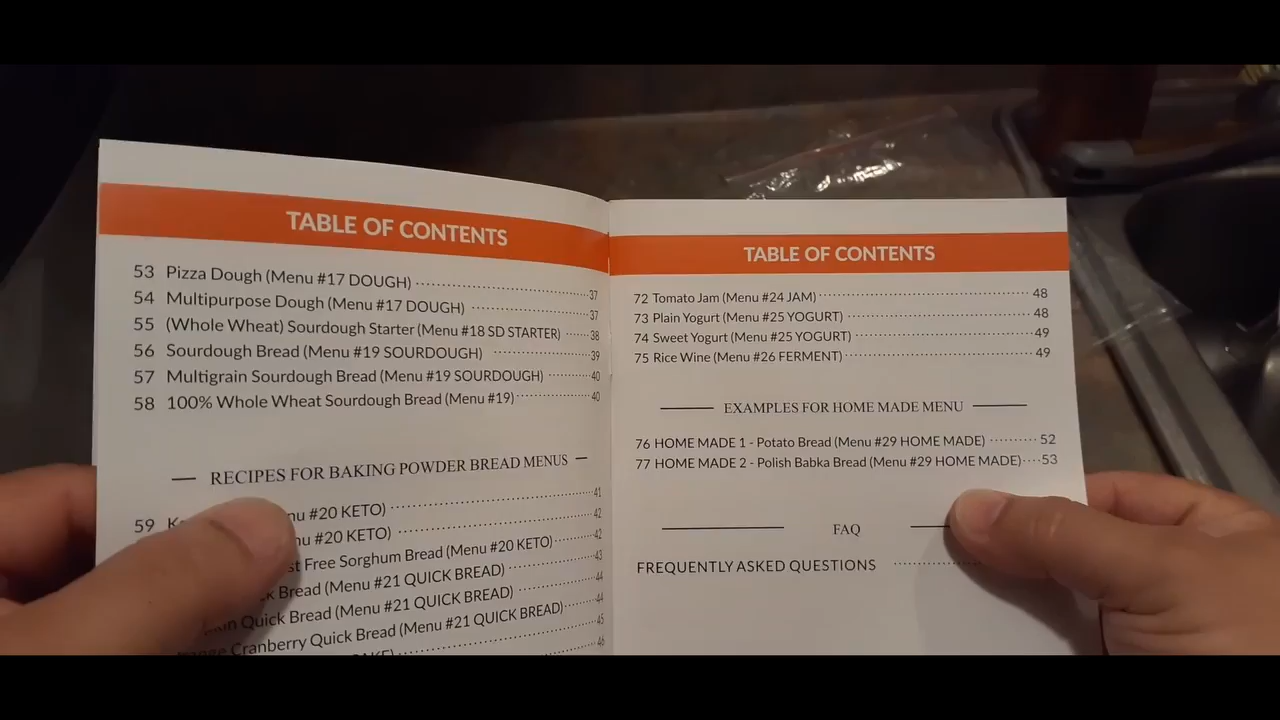 TABLE OF CONTENTS
53 Pizza Dough (Menu #17 DOUGH) 37
54 Multipurpose Dough (Menu #17 DOUGH) 37
55 (Whole Wheat) Sourdough Starter (Menu #18 SD STARTER) 38
56 Sourdough Bread (Menu #19 SOURDOUGH) 39
57 Multigrain Sourdough Bread (Menu #19 SOURDOUGH) 40
58 100% Whole Wheat Sourdough Bread (Menu #19) 40
RECIPES FOR BAKING POWDER BREAD MENUS
59 #20 KETO) 41
#20 KETO) 42
Free Sorghum Bread (Menu #20 KETO) 42
Bread (Menu #21 QUICK BREAD) 43
Quick Bread (Menu #21 QUICK BREAD) 44
Cranberry Quick Bread (Menu #21 QUICK BREAD) 44
45
46
TABLE OF CONTENTS
72 Tomato Jam (Menu #24 JAM) 48
73 Plain Yogurt (Menu #25 YOGURT) 48
74 Sweet Yogurt (Menu #25 YOGURT) 49
75 Rice Wine (Menu #26 FERMENT) 49
EXAMPLES FOR HOME MADE MENU
76 HOME MADE 1 - Potato Bread (Menu #29 HOME MADE) 52
77 HOME MADE 2 - Polish Babka Bread (Menu #29 HOME MADE) 53
FAQ
FREQUENTLY ASKED QUESTIONS